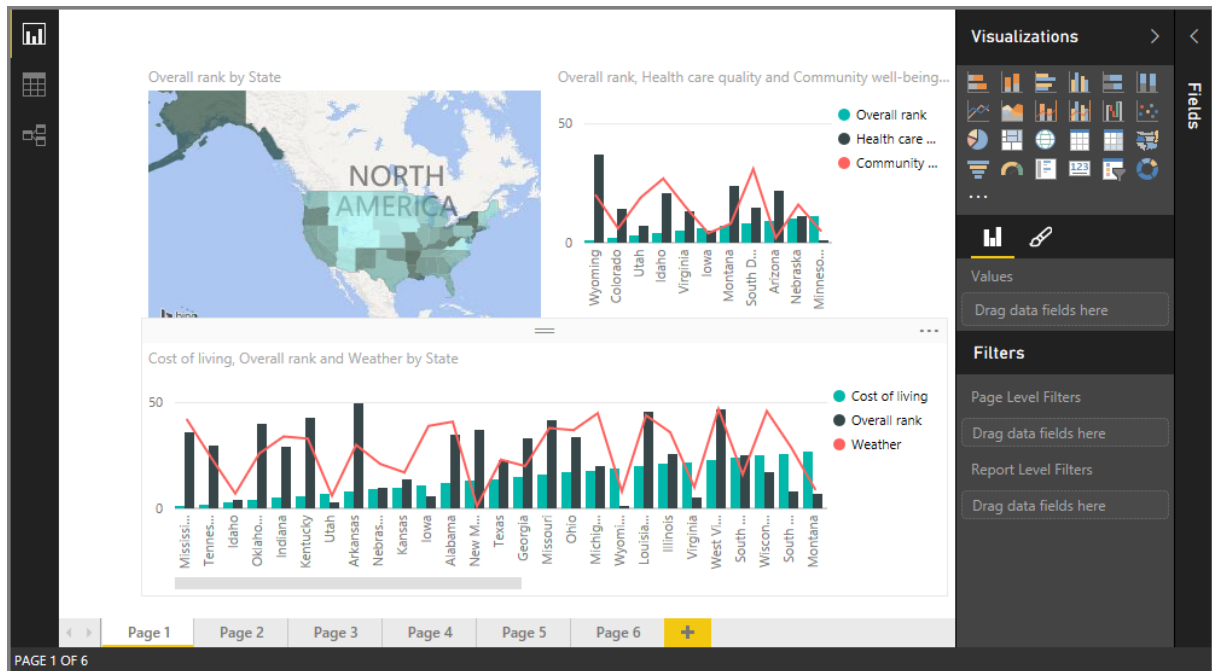 Overall rank by State
NORTH
AMERICA
bing
Overall rank, Health care quality and Community well-being...
Overall rank
Health care ...
Community ...
50
0
Wyoming
Colorado
Utah
Idaho
Virginia
Iowa
Montana
South D...
Arizona
Nebraska
Minneso...
Cost of living, Overall rank and Weather by State
Cost of living
Overall rank
Weather
50
0
Mississi...
Tennes...
Idaho
Oklaho...
Indiana
Kentucky
Utah
Arkansas
Nebras...
Kansas
Iowa
Alabama
New M...
Texas
Georgia
Missouri
Ohio
Michig...
Wyomi...
Louisia...
Illinois
Virginia
West Vi...
South ...
Wiscon...
South ...
Montana
Page 1
Page 2
Page 3
Page 4
Page 5
Page 6
+
PAGE 1 OF 6
Visualizations
123
...
Values
Drag data fields here
Filters
Page Level Filters
Drag data fields here
Report Level Filters
Drag data fields here
Fields